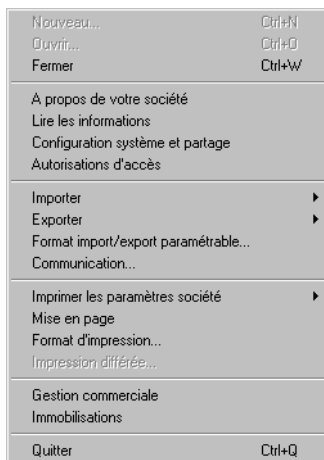 Nouveau... Ctrl+N
Ouvrir... Ctrl+O
Fermer Ctrl+W
A propos de votre société
Lire les informations
Configuration système et partage
Autorisations d'accès
Importer
Exporter
Format import/export paramétrable...
Communication...
Imprimer les paramètres société
Mise en page
Format d'impression...
Impression différée...
Gestion commerciale
Immobilisations
Quitter Ctrl+Q